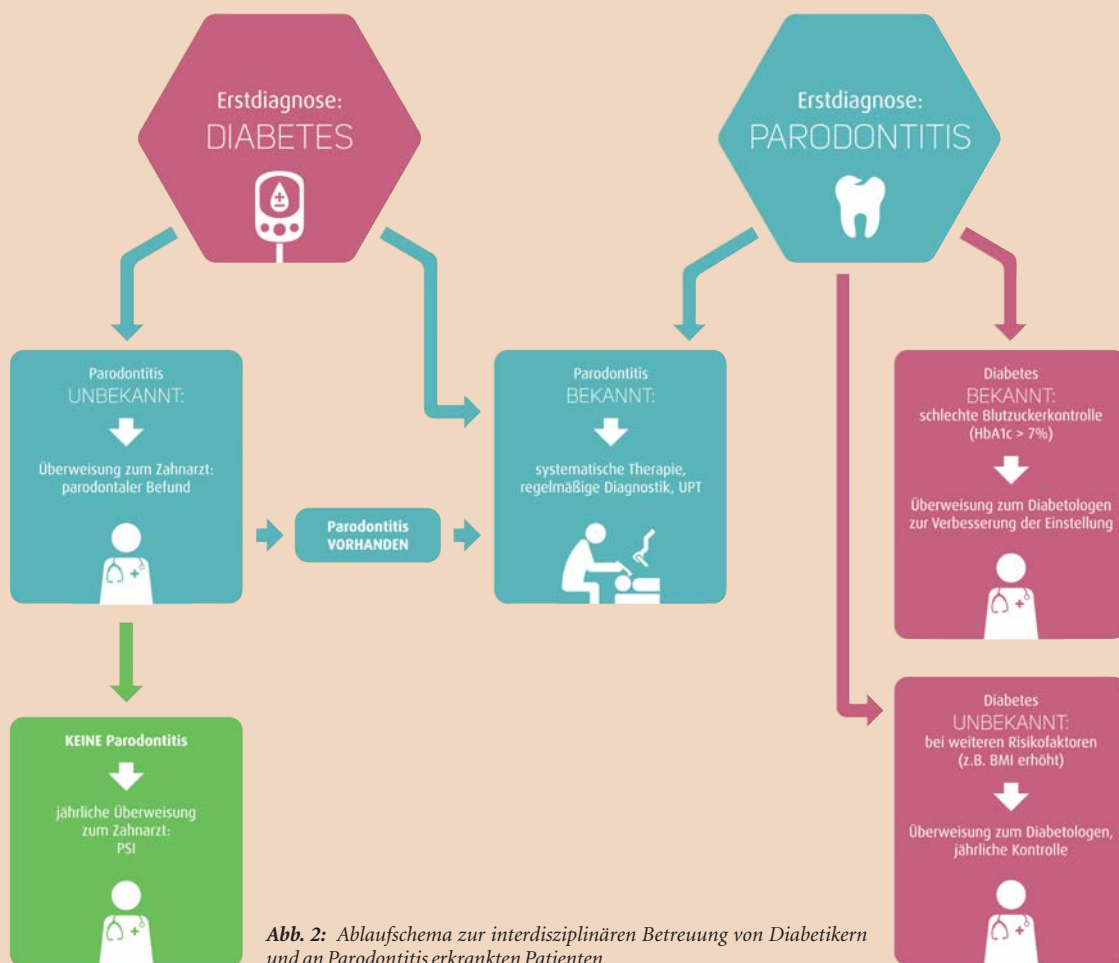 Erstdiagnose:
DIABETES
Erstdiagnose:
PARODONTITIS
Parodontitis
UNBEKANNT:
Überweisung zum Zahnarzt:
parodontaler Befund
Parodontitis
VORHANDEN
Parodontitis
BEKANNT:
systematische Therapie,
regelmäßige Diagnostik, UPT
Diabetes
BEKANNT:
schlechte Blutzuckerkontrolle
(HbA1c > 7%)
Überweisung zum Diabetologen
zur Verbesserung der Einstellung
KEINE Parodontitis
jährliche Überweisung
zum Zahnarzt:
PSI
Diabetes
UNBEKANNT:
bei weiteren Risikofaktoren
(z.B. BMI erhöht)
Überweisung zum Diabetologen,
jährliche Kontrolle
Abb. 2: Ablaufschema zur interdisziplinären Betreuung von Diabetikern
und an Parodontitis erkrankten Patienten